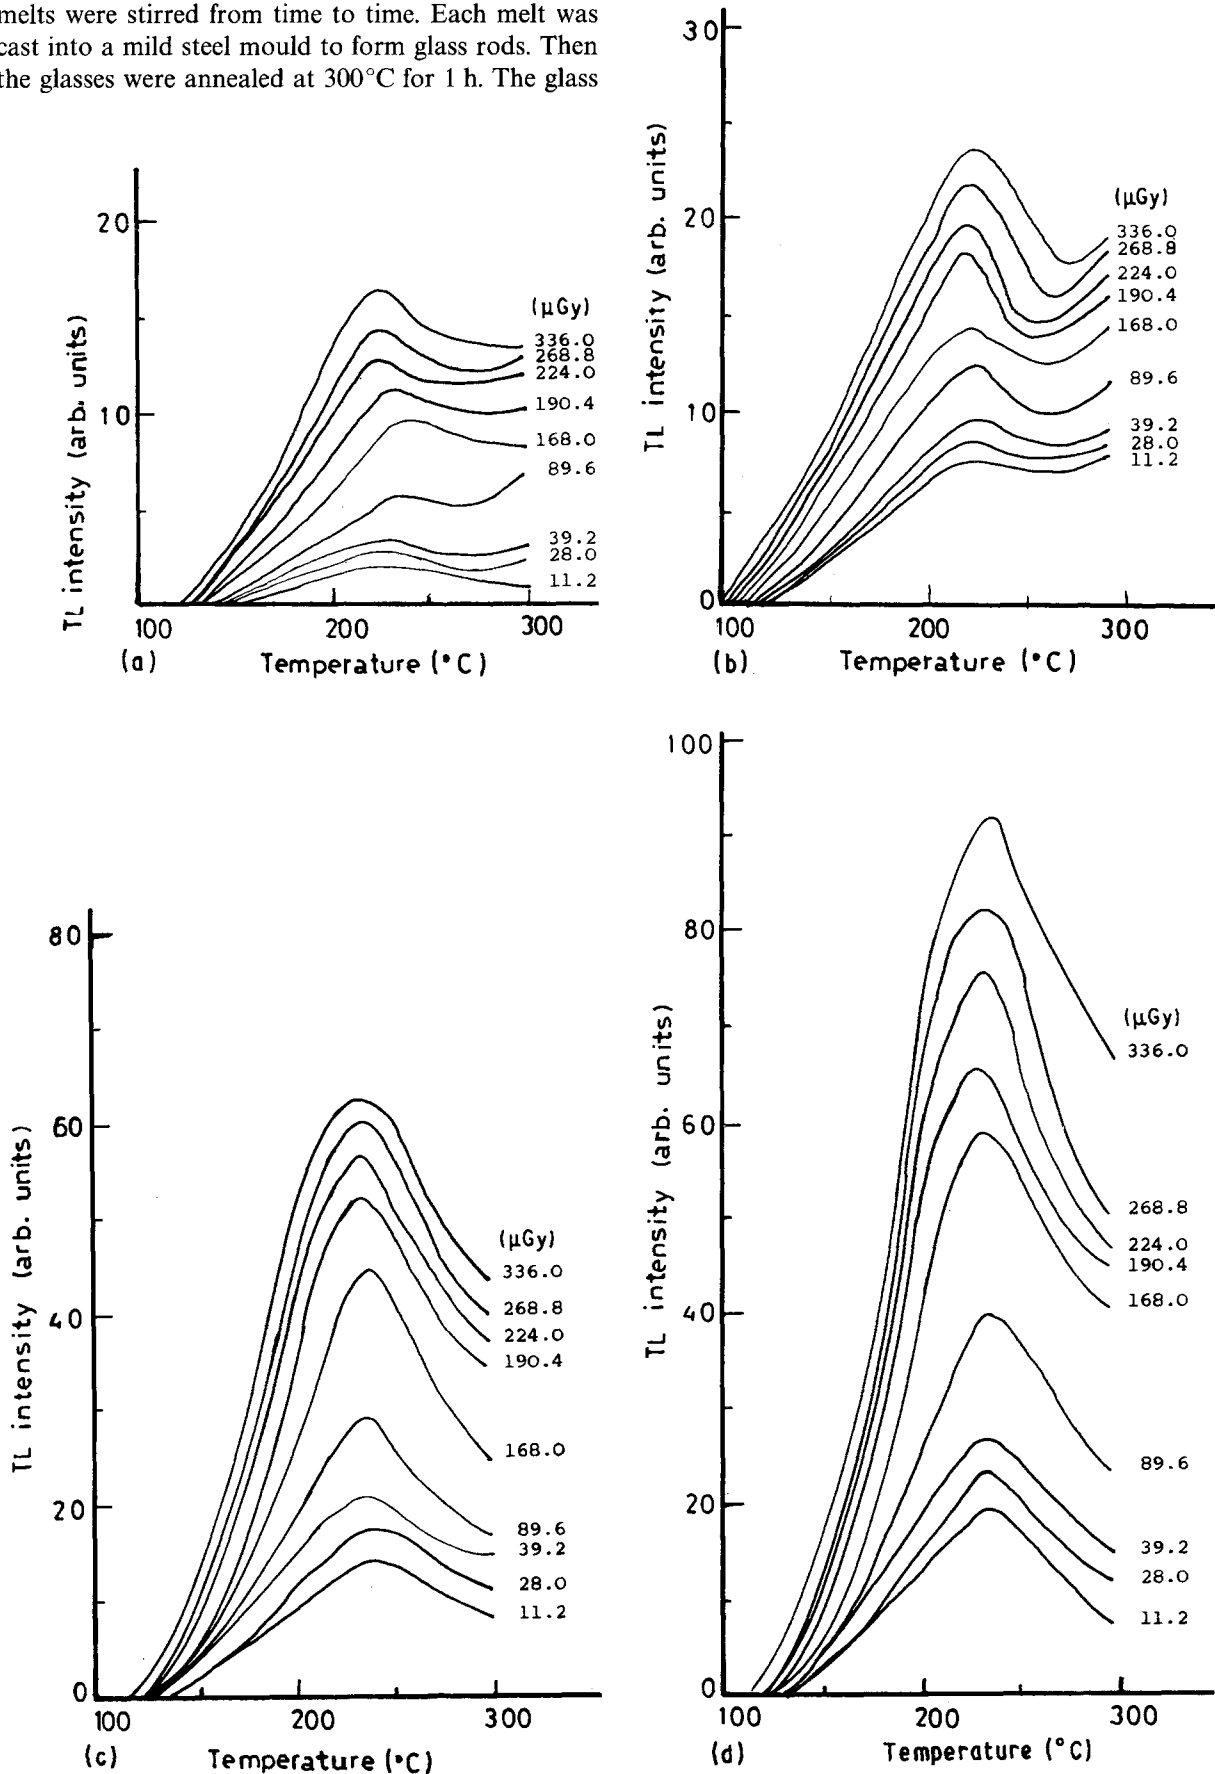 melts were stirred from time to time. Each melt was
cast into a mild steel mould to form glass rods. Then
the glasses were annealed at 300°C for 1 h. The glass
TL intensity (arb. units)
20
10
(μGy)
336.0
268.8
224.0
190.4
168.0
89.6
39.2
28.0
11.2
100 200 300
(a) Temperature (°C)
TL intensity (arb. units)
30
20
10
0
(μGy)
336.0
268.8
224.0
190.4
168.0
89.6
39.2
28.0
11.2
100 200 300
(b) Temperature (°C)
TL intensity (arb. units)
80
60
40
20
0
(μGy)
336.0
268.8
224.0
190.4
168.0
89.6
39.2
28.0
11.2
100 200 300
(c) Temperature (°C)
TL intensity (arb. units)
100
80
60
40
20
0
(μGy)
336.0
268.8
224.0
190.4
168.0
89.6
39.2
28.0
11.2
100 200 300
(d) Temperature (°C)